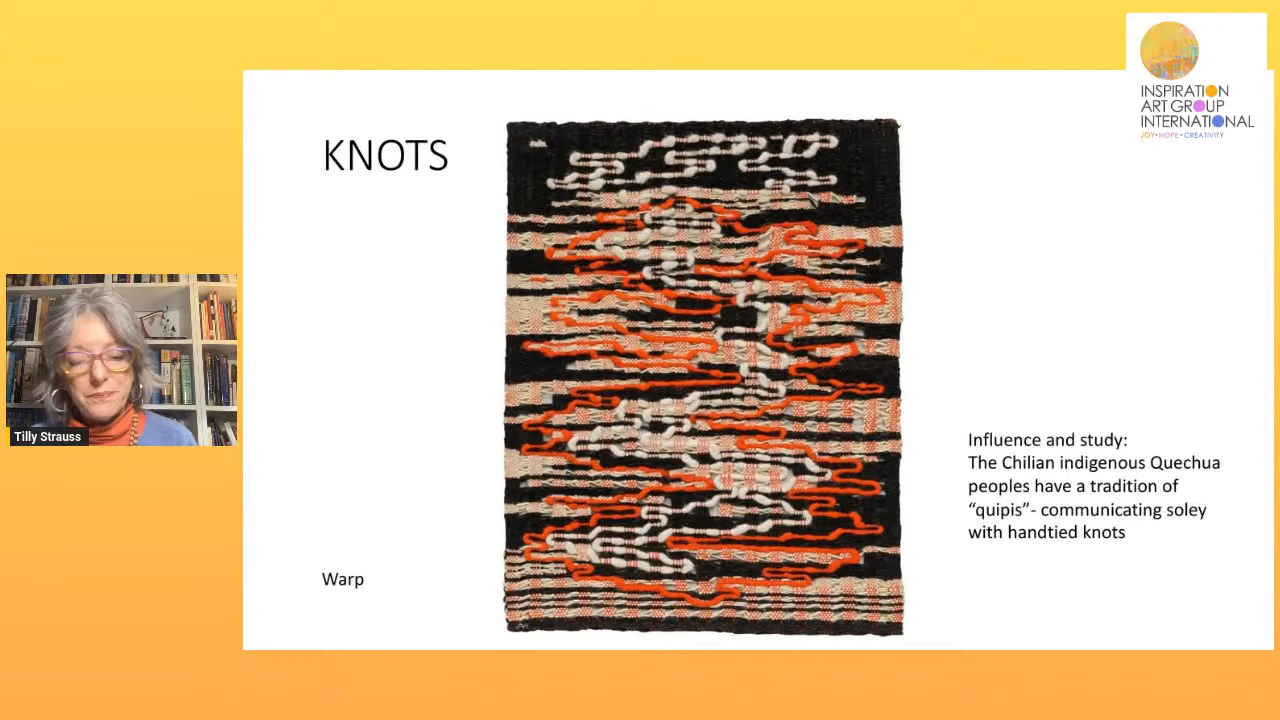 INSPIRATION
ART GROUP
INTERNATIONAL
JOY•HOPE•CREATIVITY
KNOTS
Tilly Strauss
Influence and study:
The Chilian indigenous Quechua
peoples have a tradition of
“quipis”- communicating soley
with handtied knots
Warp